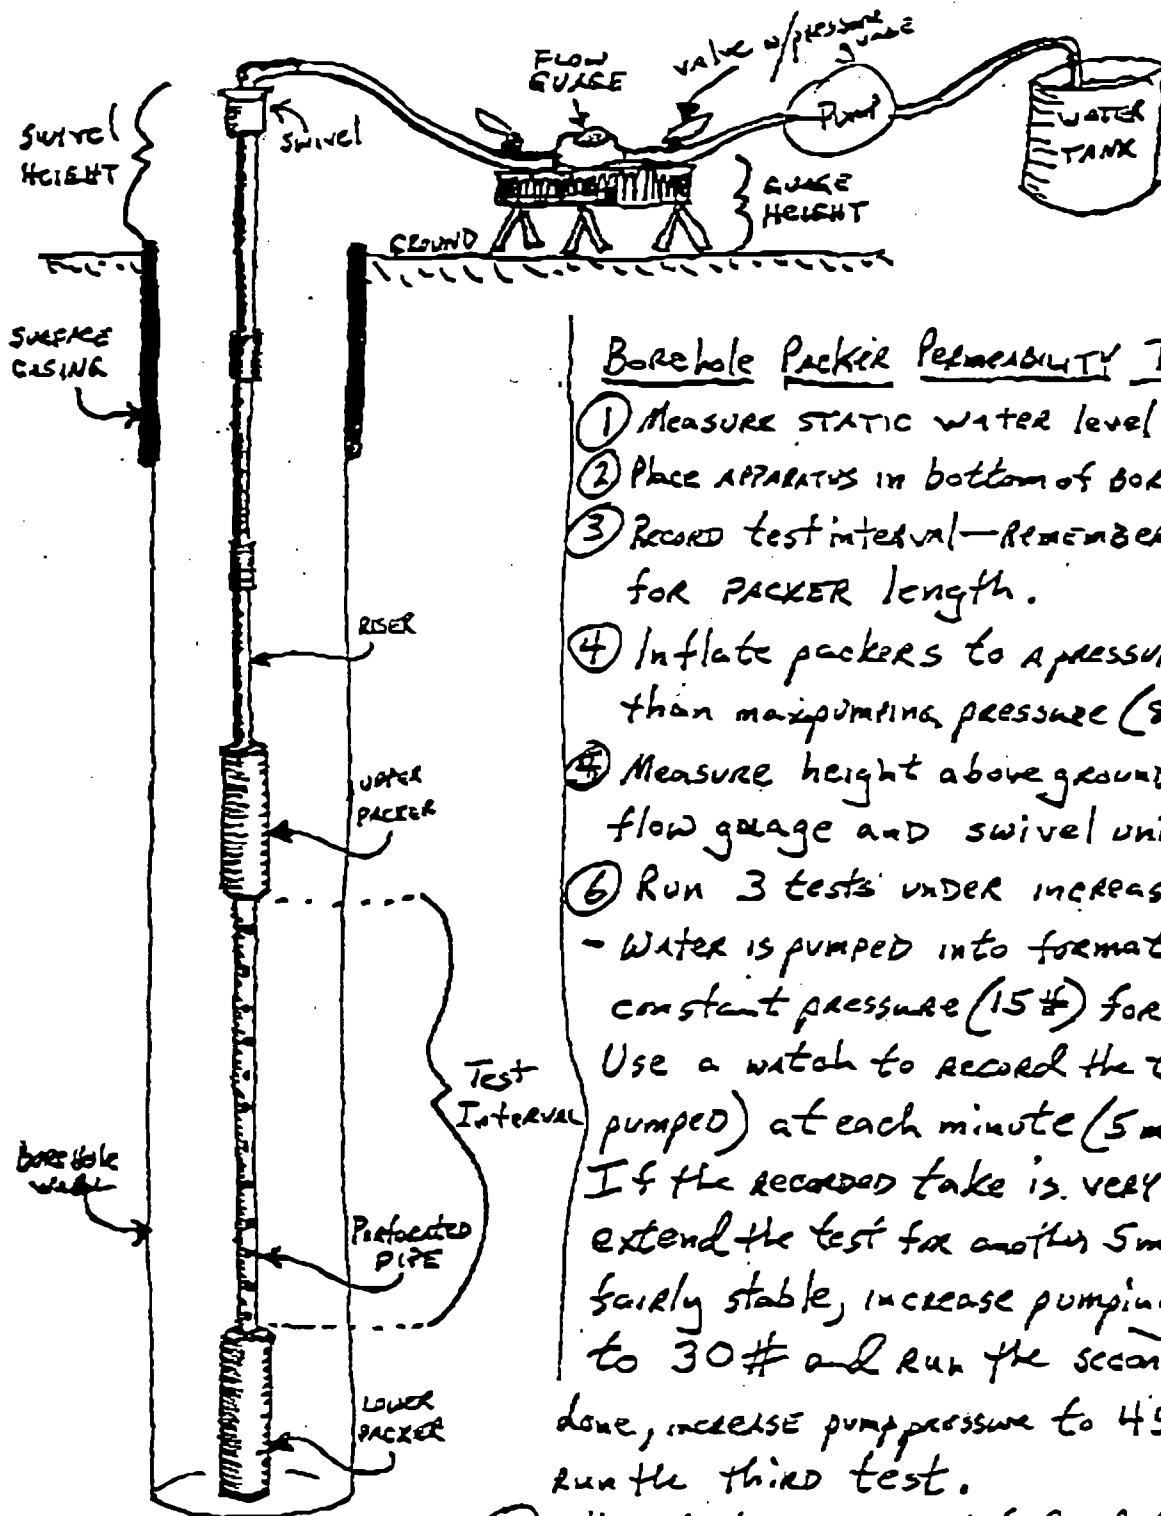 FLOW
GUAGE
valve w/pressure
guage
SWIVEL
HEIGHT
SWIVEL
PUMP
WATER
TANK
GUAGE
HEIGHT
GROUND
SURFACE
CASING
RISER
UPPER
PACKER
Test
Interval
BOREHOLE
WALL
Perforated
PIPE
LOWER
PACKER
Borehole Packer Permeability T
① Measure STATIC water level
② Place APPARATUS in bottom of BOR
③ Record test interval—REMEMBER
for PACKER length.
④ Inflate packers to a pressu
than max pumping pressure (
⑤ Measure height above ground
flow guage and swivel uni
⑥ Run 3 tests under increas
- Water is pumped into format
constant pressure (15#) for
Use a watch to record the t
pumped) at each minute (5 m
If the recorded take is very
extend the test for another 5 m
fairly stable, increase pumpin
to 30# and run the secon
done, increase pump pressure to 45
Run the third test.